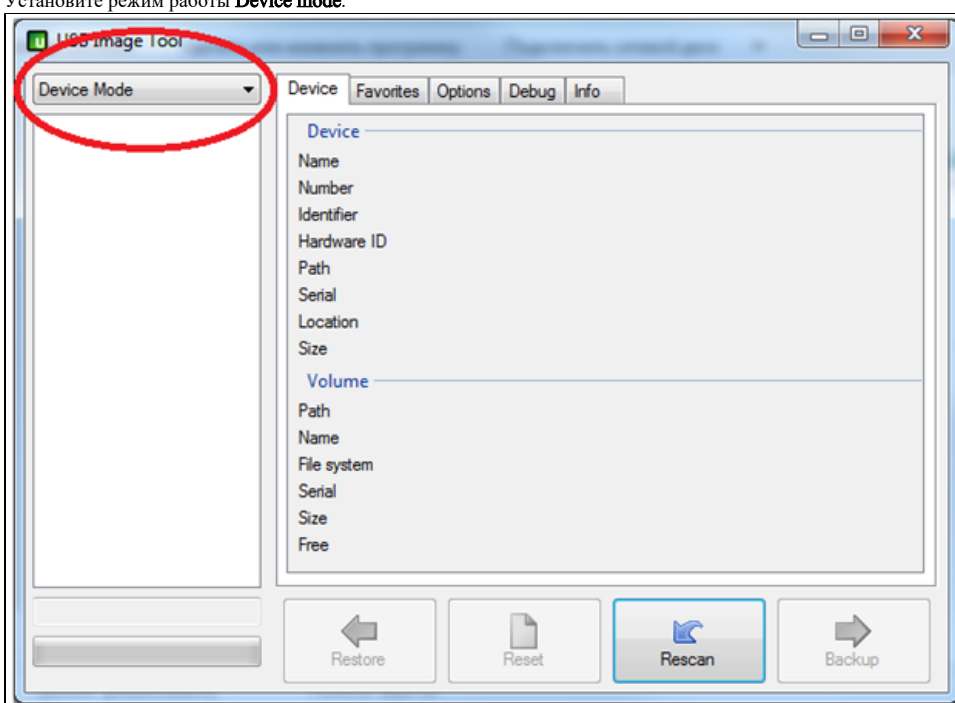 Установите режим работы Device mode.
USB Image Tool
Device Mode
Device Favorites Options Debug Info
Device
Name
Number
Identifier
Hardware ID
Path
Serial
Location
Size
Volume
Path
Name
File system
Serial
Size
Free
Restore Reset Rescan Backup